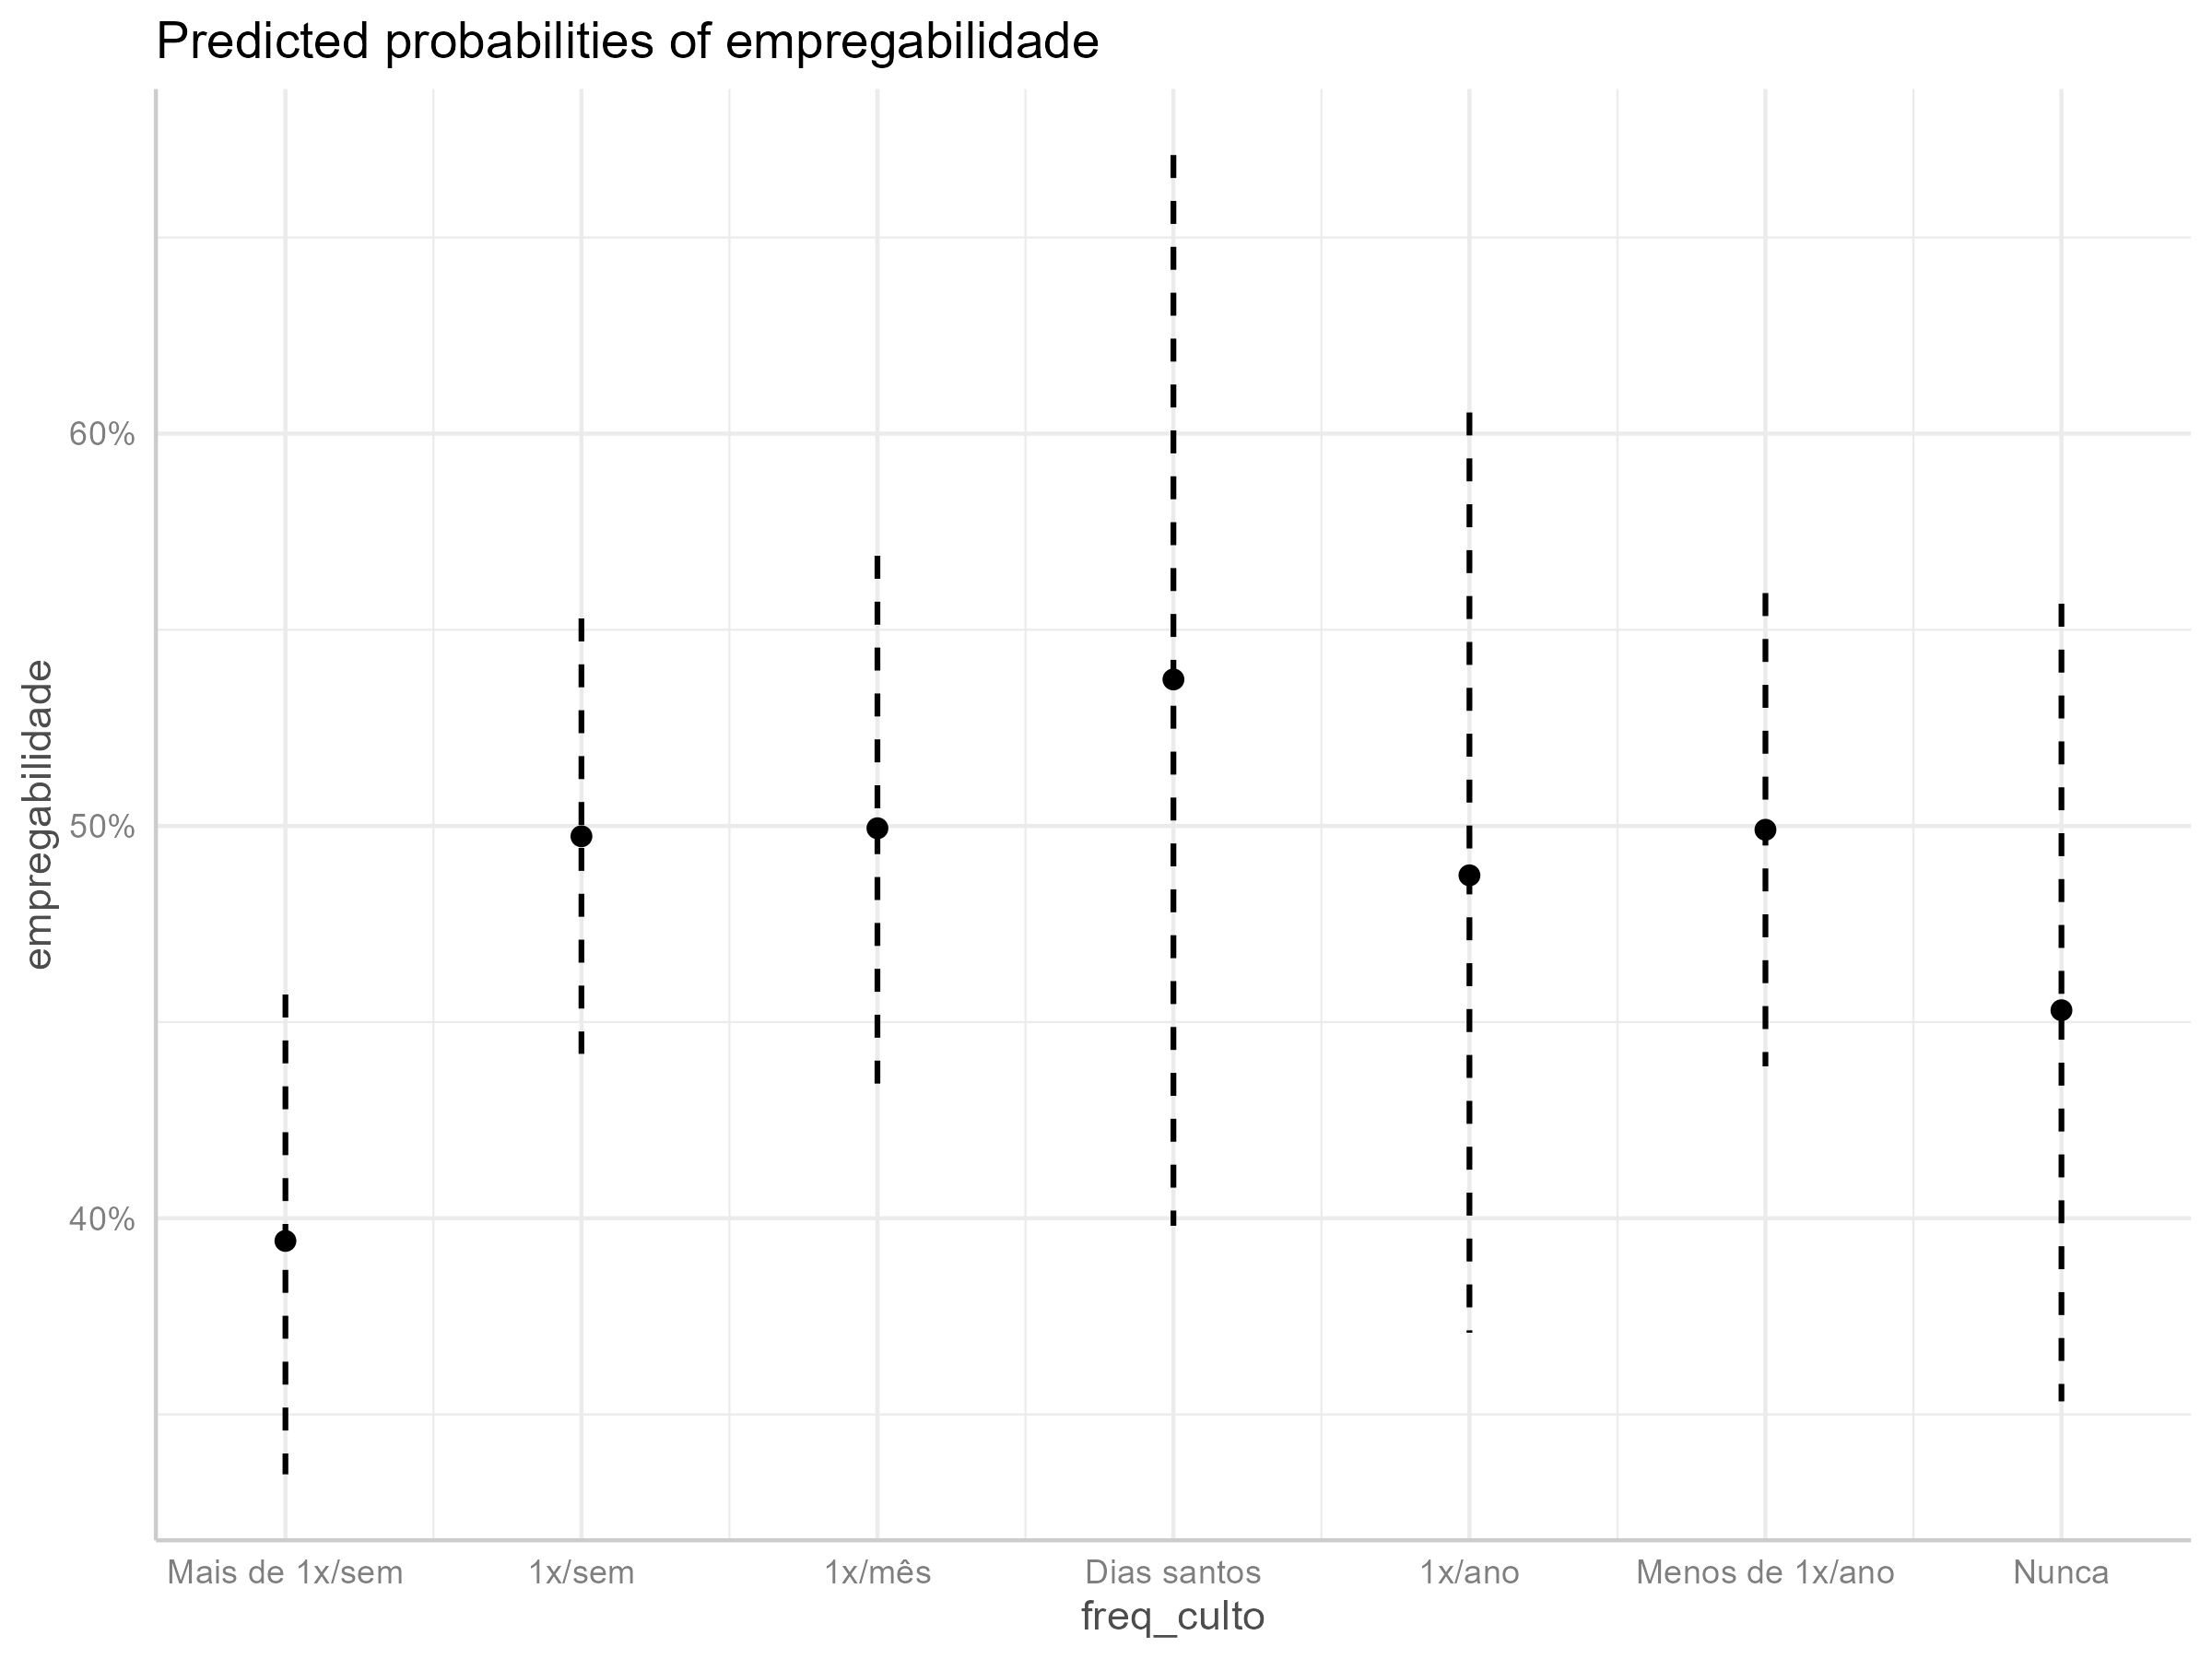 Predicted probabilities of empregabilidade
empregabilidade
60%
50%
40%
Mais de 1x/sem
1x/sem
1x/mês
Dias santos
1x/ano
Menos de 1x/ano
Nunca
freq_culto